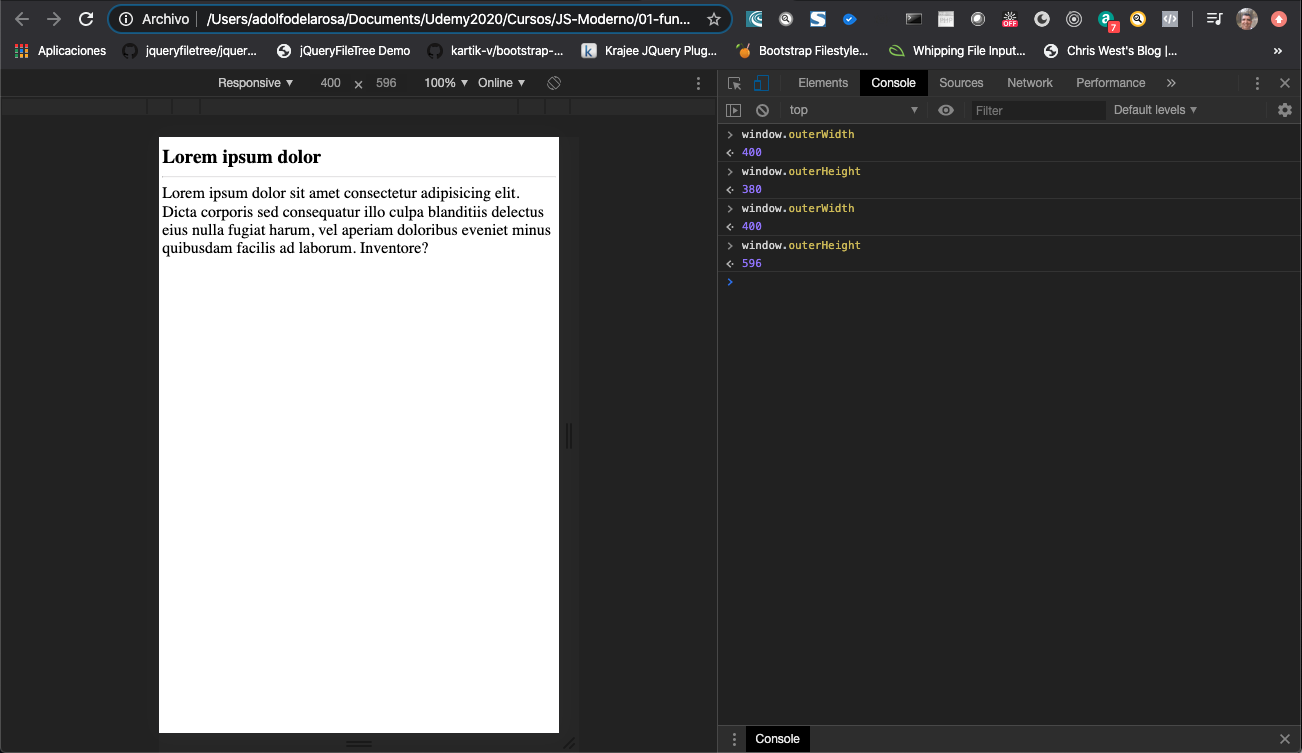 Archivo | /Users/adolfodelarosa/Documents/Udemy2020/Cursos/JS-Moderno/01-fun...
OFF
7
Aplicaciones jqueryfiletree/jquer... jQueryFileTree Demo kartik-v/bootstrap-... k Krajee JQuery Plug... Bootstrap Filestyle... Whipping File Input... Chris West's Blog |... »
Responsive ▼ 400 x 596 100% ▼ Online ▼
Elements Console Sources Network Performance »
top ▼ Filter Default levels ▼
Lorem ipsum dolor
Lorem ipsum dolor sit amet consectetur adipisicing elit.
Dicta corporis sed consequatur illo culpa blanditiis delectus
eius nulla fugiat harum, vel aperiam doloribus eveniet minus
quibusdam facilis ad laborum. Inventore?
> window.outerWidth
400
> window.outerHeight
380
> window.outerWidth
400
> window.outerHeight
596
>
Console